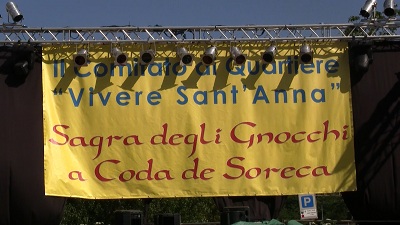 Il Comitato di Quartiere
"Vivere Sant'Anna"
Sagra degli Gnocchi
a Coda de Soreca
P